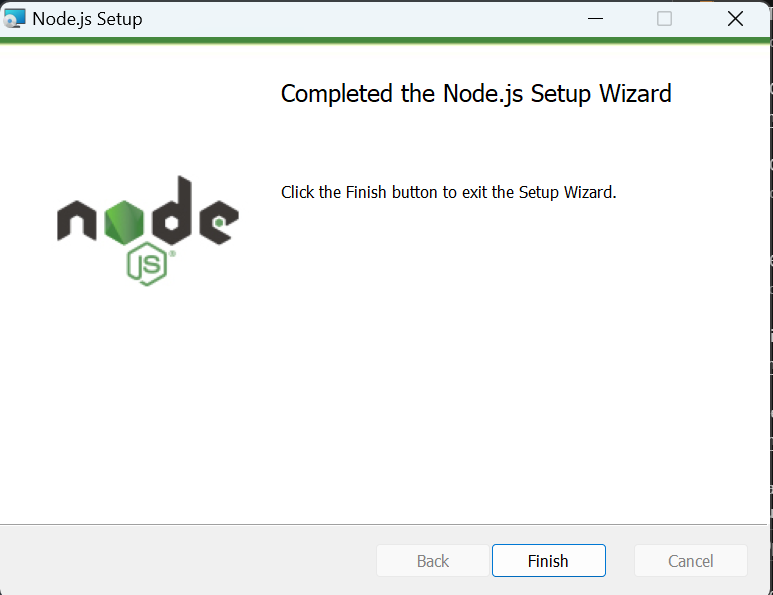 Node.js Setup
Completed the Node.js Setup Wizard
Click the Finish button to exit the Setup Wizard.
node
JS®
Back
Finish
Cancel